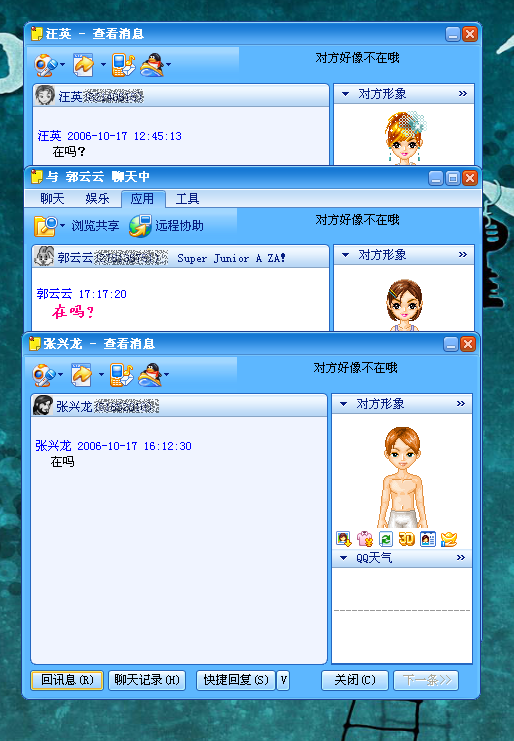 汪英 - 查看消息
对方好像不在哦
汪英
对方形象 >>
汪英 2006-10-17 12:45:13
在吗?
与 郭云云 聊天中
聊天 娱乐 应用 工具
浏览共享 远程协助
对方好像不在哦
郭云云 Super Junior A ZA!
对方形象 >>
郭云云 17:17:20
在吗?
张兴龙 - 查看消息
对方好像不在哦
张兴龙
对方形象 >>
张兴龙 2006-10-17 16:12:30
在吗
3D
QQ天气 >>
回讯息(R) 聊天记录(H) 快捷回复(S) V 关闭(C) 下一条>>